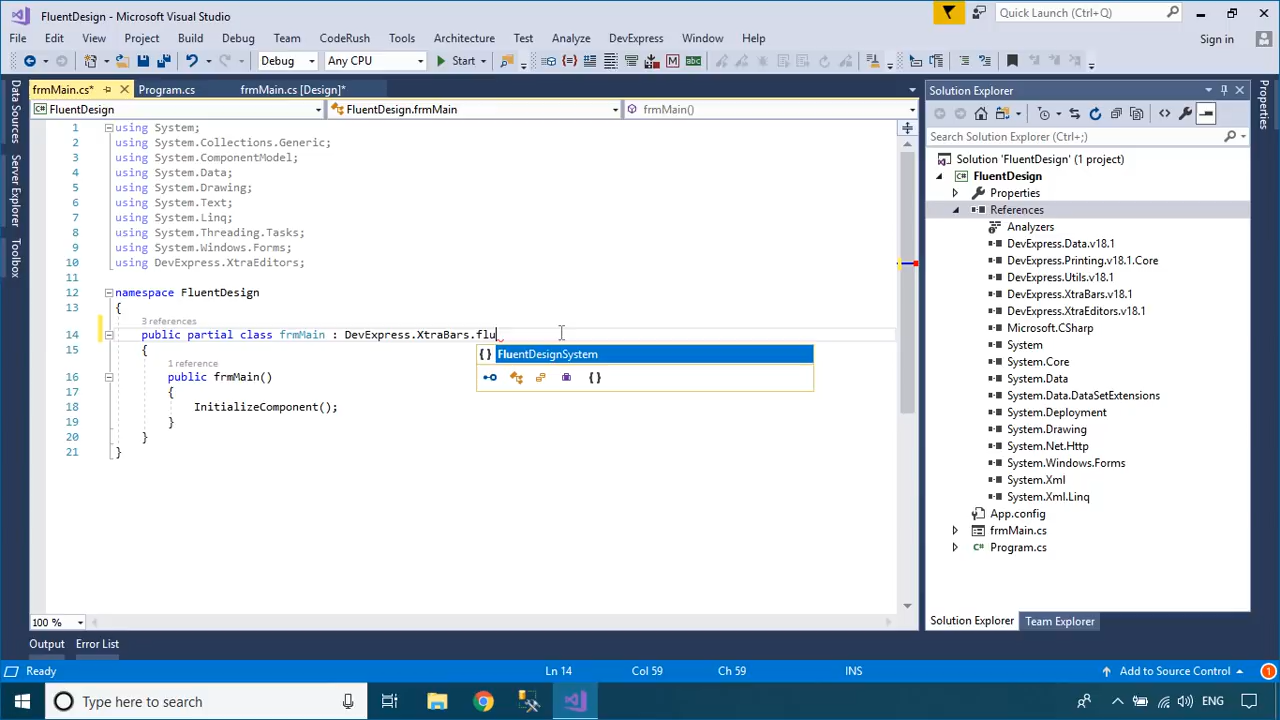 FluentDesign - Microsoft Visual Studio
Quick Launch (Ctrl+Q)
File Edit View Project Build Debug Team CodeRush Tools Architecture Test Analyze DevExpress Window Help
Sign in
Debug Any CPU Start
frmMain.cs* Program.cs frmMain.cs [Design]*
FluentDesign FluentDesign.frmMain frmMain()
Data Sources
Server Explorer
Toolbox
1 using System;
2 using System.Collections.Generic;
3 using System.ComponentModel;
4 using System.Data;
5 using System.Drawing;
6 using System.Text;
7 using System.Linq;
8 using System.Threading.Tasks;
9 using System.Windows.Forms;
10 using DevExpress.XtraEditors;
11
12 namespace FluentDesign
13 {
3 references
14 public partial class frmMain : DevExpress.XtraBars.flu
15 {
{ } FluentDesignSystem
{ }
1 reference
16 public frmMain()
17 {
18 InitializeComponent();
19 }
20 }
21 }
100 %
Solution Explorer
Search Solution Explorer (Ctrl+;)
Solution 'FluentDesign' (1 project)
FluentDesign
Properties
References
Analyzers
DevExpress.Data.v18.1
DevExpress.Printing.v18.1.Core
DevExpress.Utils.v18.1
DevExpress.XtraBars.v18.1
DevExpress.XtraEditors.v18.1
Microsoft.CSharp
System
System.Core
System.Data
System.Data.DataSetExtensions
System.Deployment
System.Drawing
System.Net.Http
System.Windows.Forms
System.Xml
System.Xml.Linq
App.config
frmMain.cs
Program.cs
Solution Explorer Team Explorer
Properties
Output Error List
Ready Ln 14 Col 59 Ch 59 INS Add to Source Control 1
Type here to search
ENG